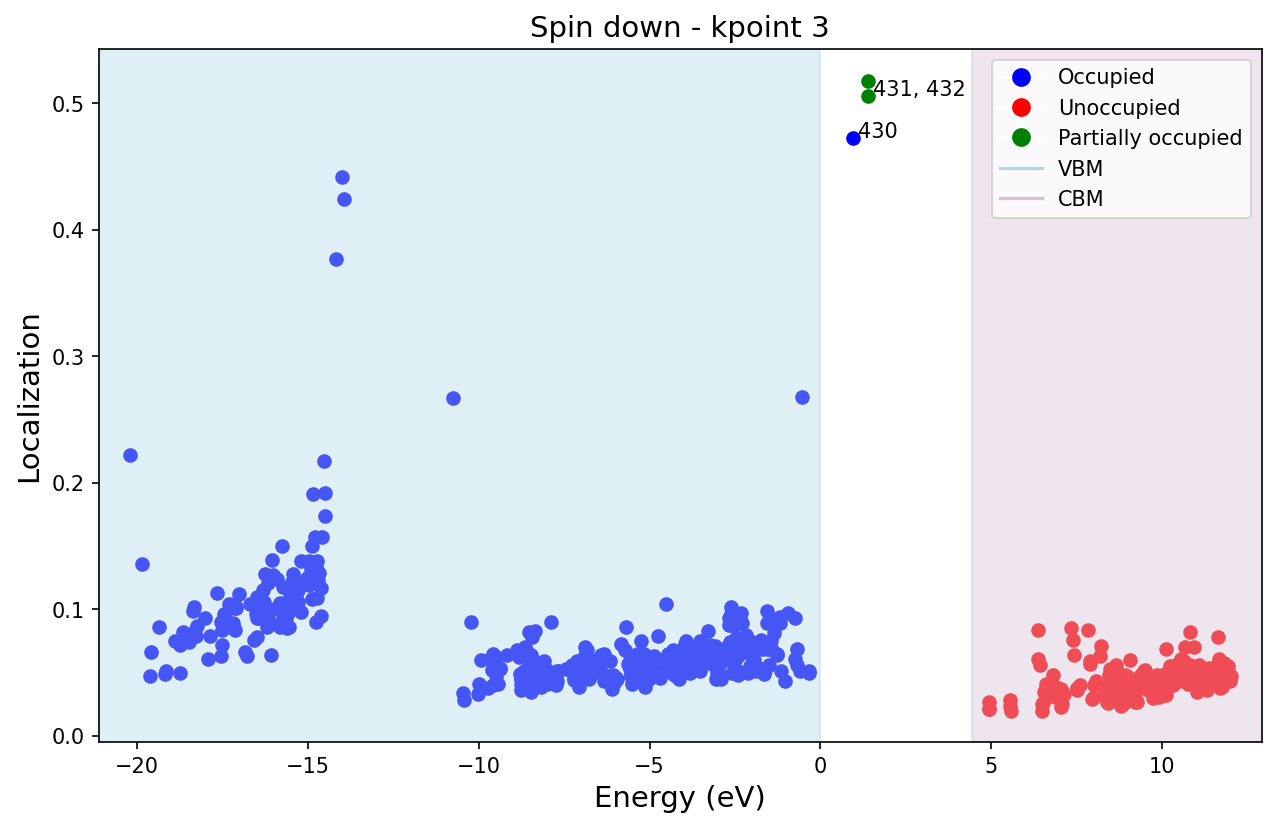 Spin down - kpoint 3
Localization
0.5
0.4
0.3
0.2
0.1
0.0
431, 432
430
Occupied
Unoccupied
Partially occupied
VBM
CBM
−20
−15
−10
−5
0
5
10
Energy (eV)